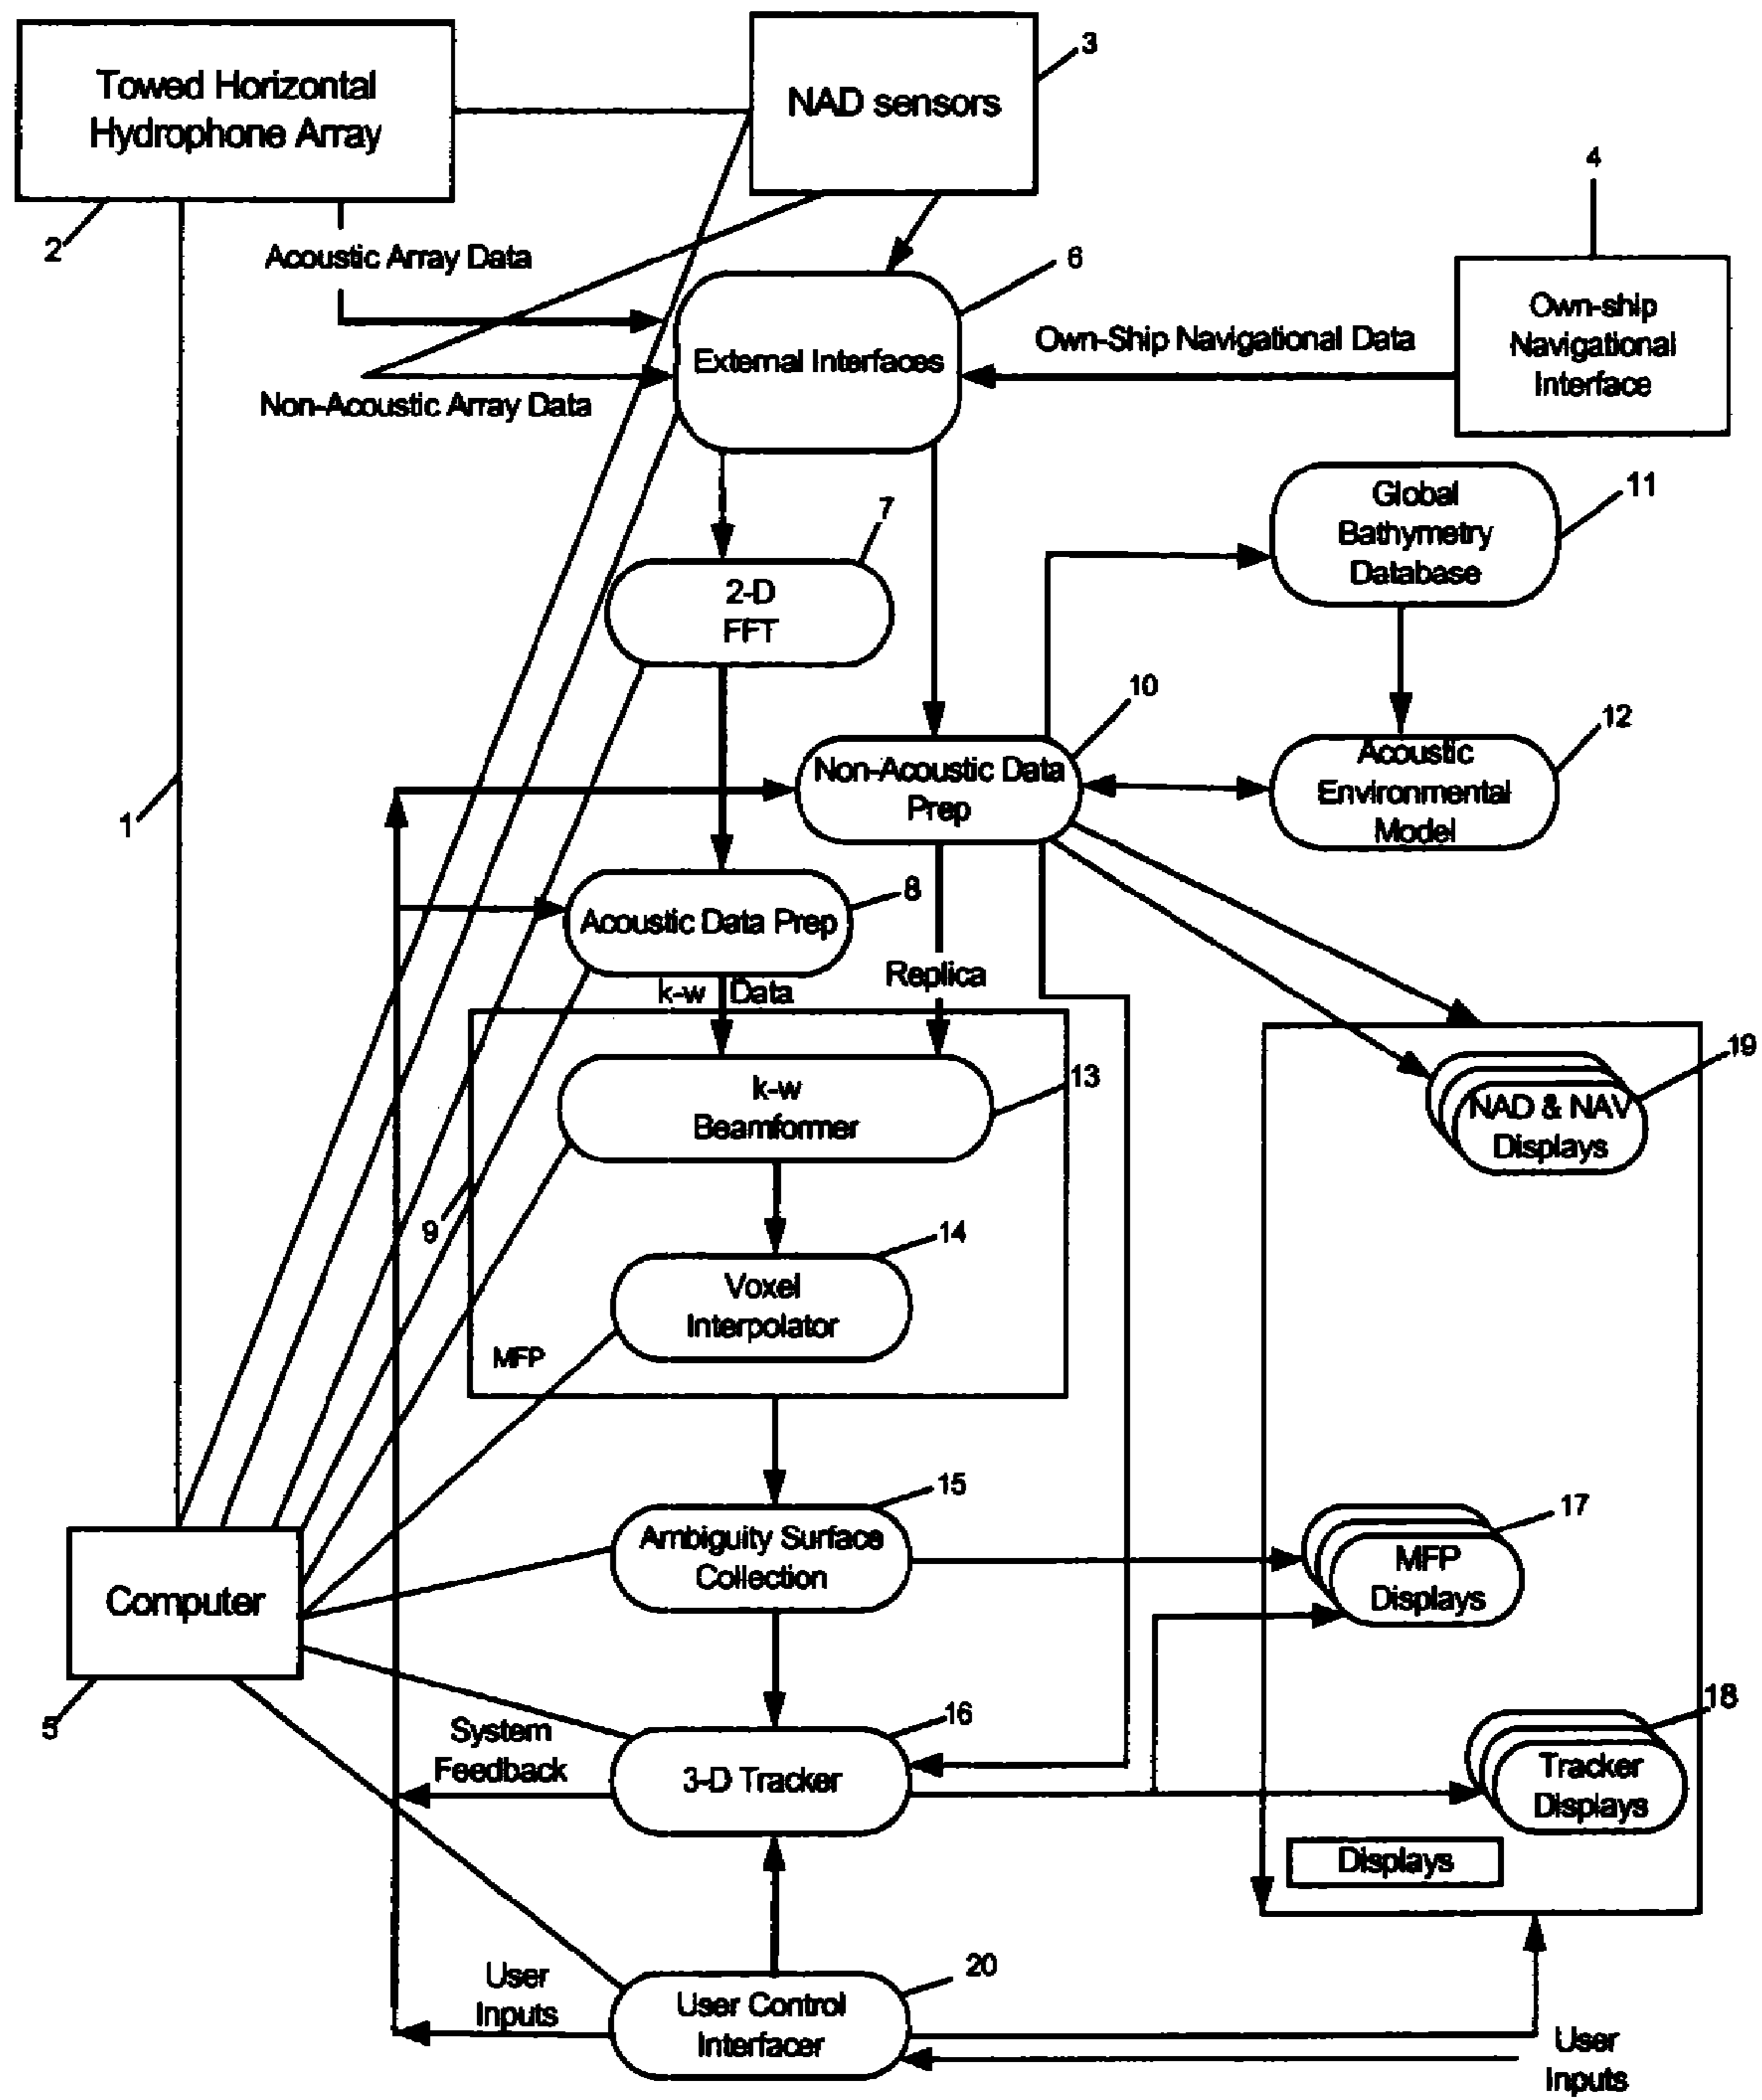 Towed Horizontal
Hydrophone Array
NAD sensors
3
4
2
Acoustic Array Data
6
Own-ship
Navigational
Interface
Own-Ship Navigational Data
External Interfaces
Non-Acoustic Array Data
Global
Bathymetry
Database
11
7
2-D
FFT
10
12
Non-Acoustic Data
Prep
Acoustic
Environmental
Model
1
8
Acoustic Data Prep
Replica
k-w Data
19
13
k-w
Beamformer
NAD & NAV
Displays
9
14
Voxel
Interpolator
MFP
15
17
Ambiguity Surface
Collection
MFP
Displays
Computer
5
16
18
System
Feedback
3-D Tracker
Tracker
Displays
Displays
20
User
Inputs
User Control
Interfacer
User
Inputs